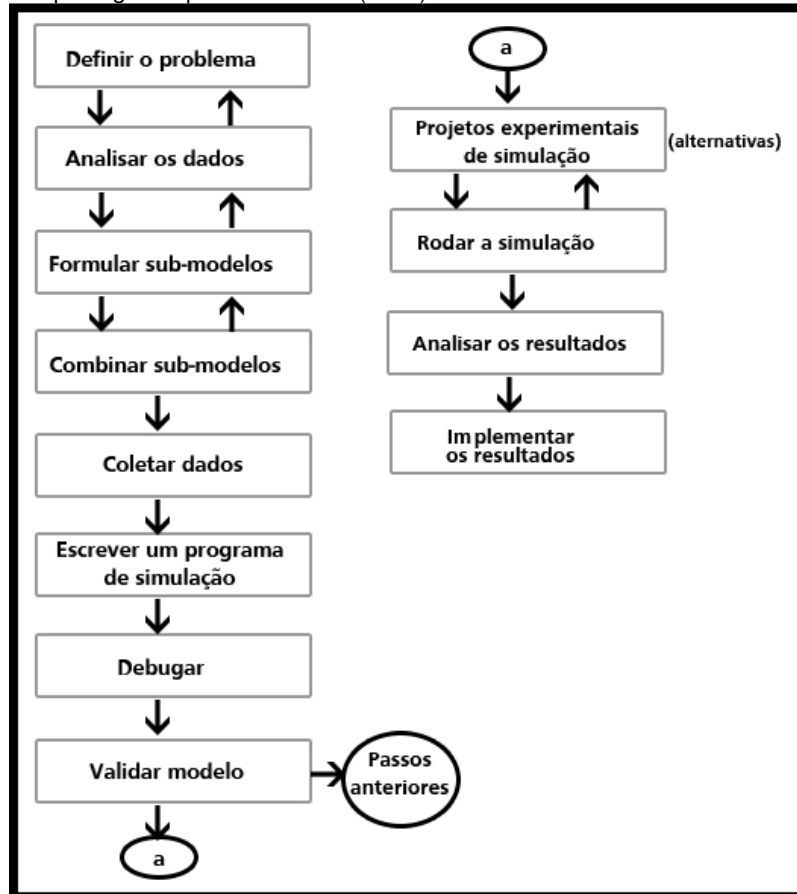 Definir o problema
Analisar os dados
Formular sub-modelos
Combinar sub-modelos
Coletar dados
Escrever um programa
de simulação
Debugar
Validar modelo
Passos
anteriores
a
a
Projetos experimentais
de simulação
(alternativas)
Rodar a simulação
Analisar os resultados
Implementar
os resultados